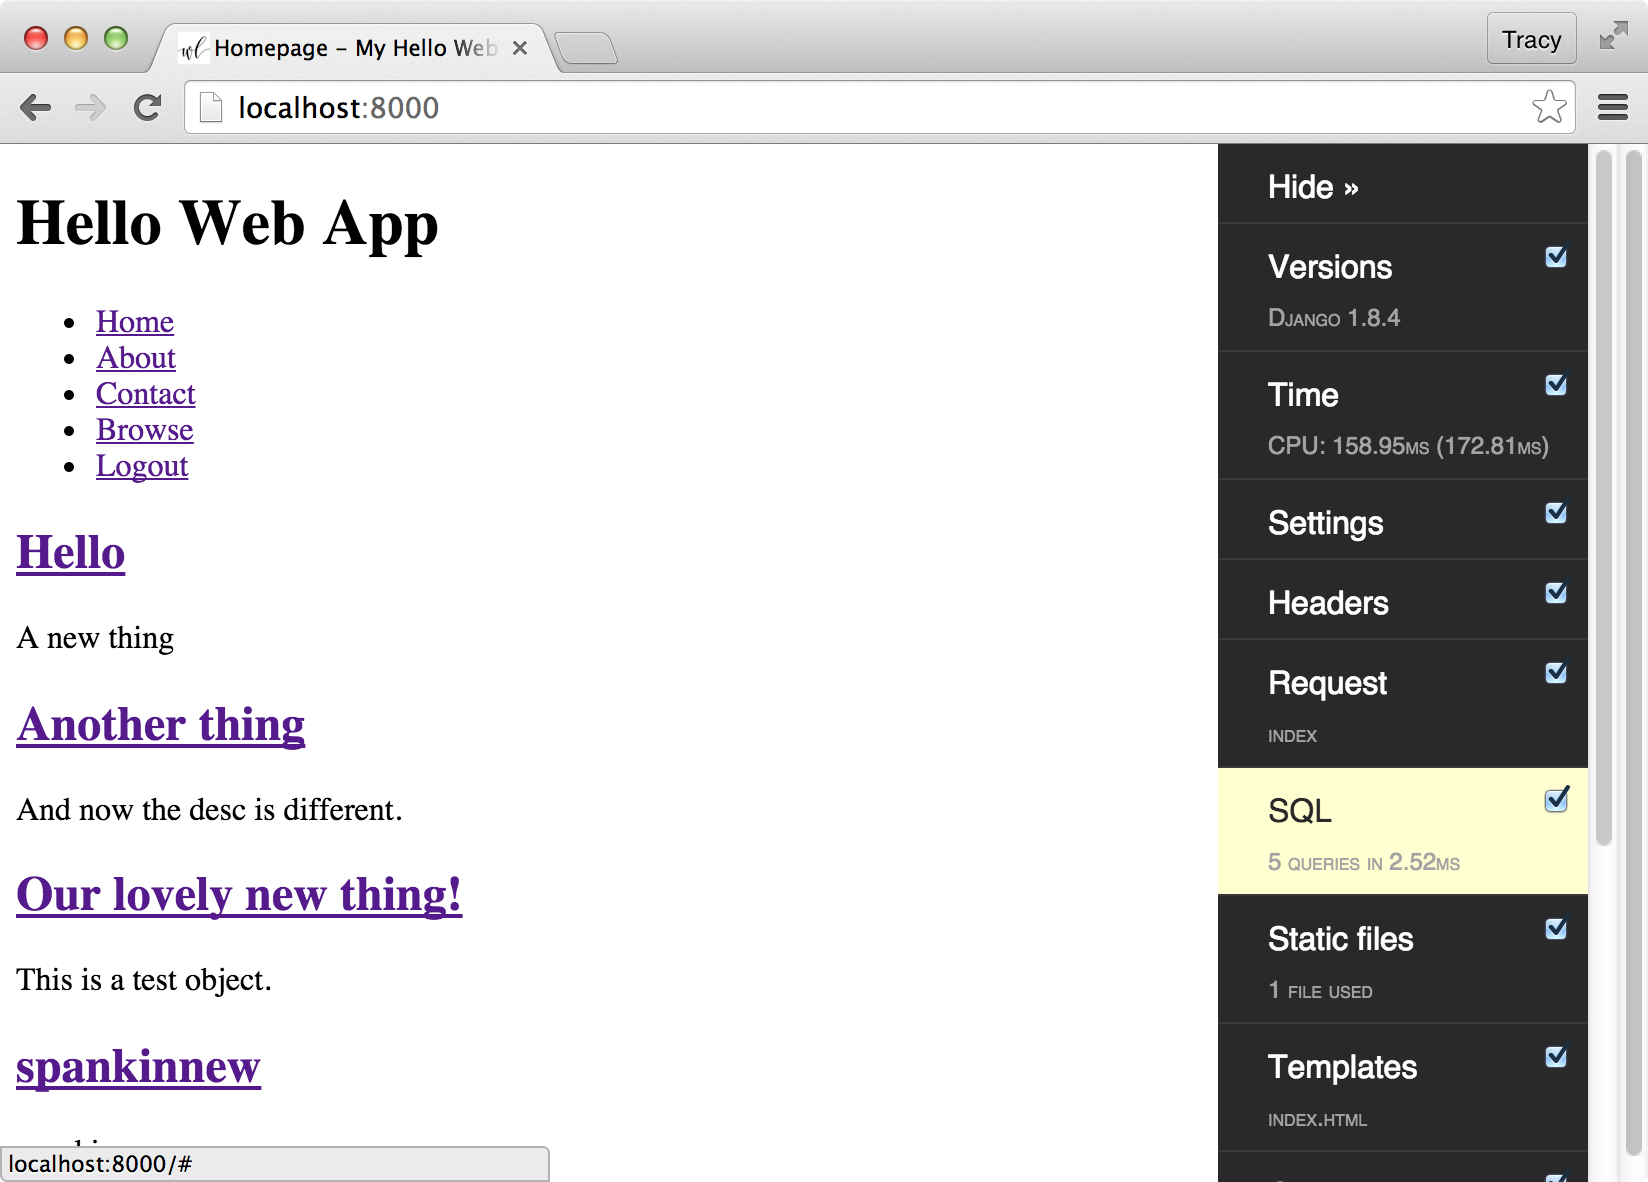 Homepage – My Hello Web
Tracy
localhost:8000
Hello Web App
Home
About
Contact
Browse
Logout
Hello
A new thing
Another thing
And now the desc is different.
Our lovely new thing!
This is a test object.
spankinnew
localhost:8000/#
Hide »
Versions
Django 1.8.4
Time
CPU: 158.95ms (172.81ms)
Settings
Headers
Request
index
SQL
5 queries in 2.52ms
Static files
1 file used
Templates
index.html